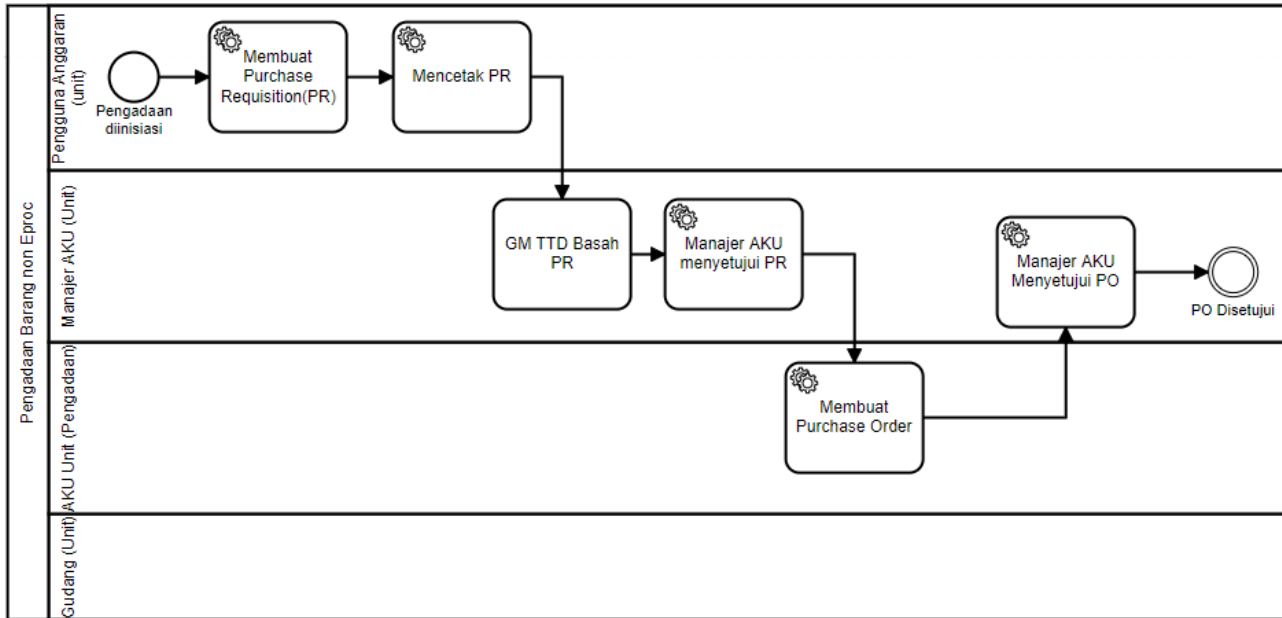 Pengadaan Barang non Eproc
Pengguna Anggaran
(unit)
Pengadaan
diinisiasi
Membuat
Purchase
Requisition(PR)
Mencetak PR
Manajer AKU (Unit)
GM TTD Basah
PR
Manajer AKU
menyetujui PR
Manajer AKU
Menyetujui PO
PO Disetujui
AKU Unit (Pengadaan)
Membuat
Purchase Order
Gudang (Unit)